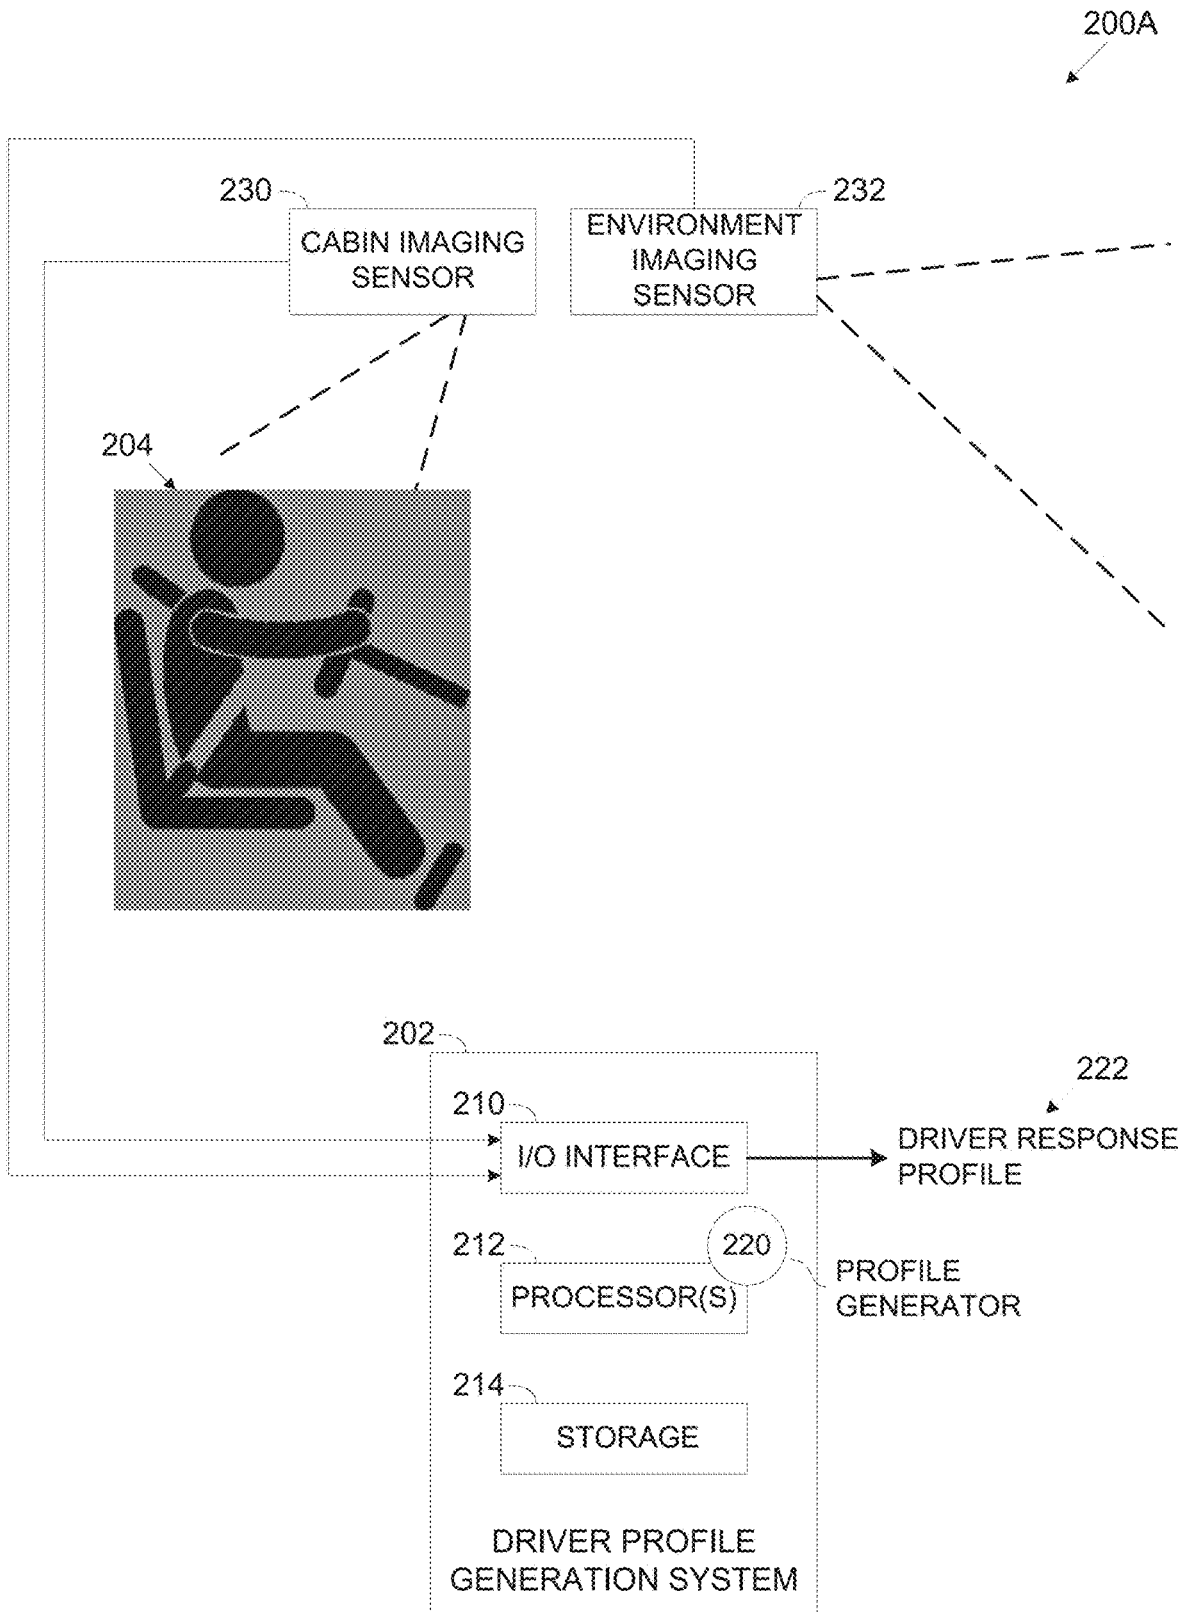 200A
230
232
CABIN IMAGING
SENSOR
ENVIRONMENT
IMAGING
SENSOR
204
202
210
I/O INTERFACE
222
DRIVER RESPONSE
PROFILE
212
220
PROCESSOR(S)
PROFILE
GENERATOR
214
STORAGE
DRIVER PROFILE
GENERATION SYSTEM